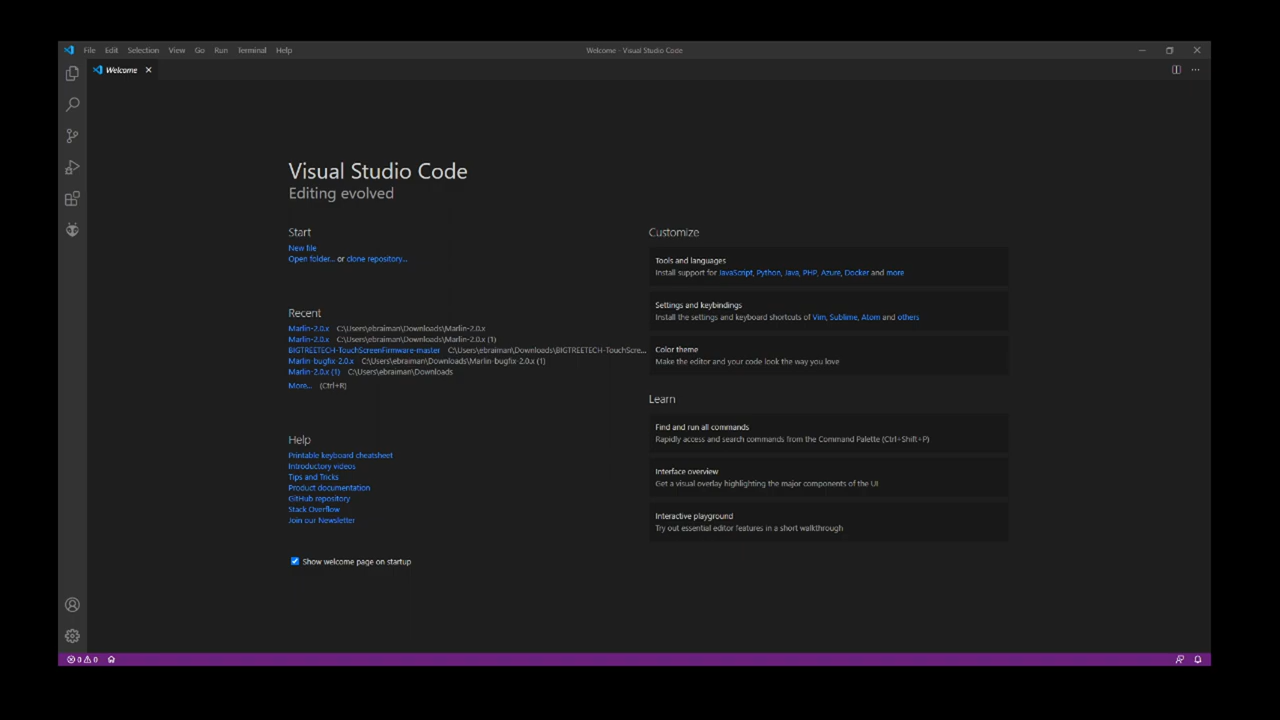 File Edit Selection View Go Run Terminal Help
Welcome - Visual Studio Code
Welcome
Visual Studio Code
Editing evolved
Start
New file
Open folder... or clone repository...
Recent
Marlin-2.0.x C:\Users\ebraiman\Downloads\Marlin-2.0.x
Marlin-2.0.x C:\Users\ebraiman\Downloads\Marlin-2.0.x (1)
BIGTREETECH-TouchScreenFirmware-master C:\Users\ebraiman\Downloads\BIGTREETECH-TouchScre...
Marlin-bugfix-2.0.x C:\Users\ebraiman\Downloads\Marlin-bugfix-2.0.x (1)
Marlin-2.0.x (1) C:\Users\ebraiman\Downloads
More... (Ctrl+R)
Help
Printable keyboard cheatsheet
Introductory videos
Tips and Tricks
Product documentation
GitHub repository
Stack Overflow
Join our Newsletter
Show welcome page on startup
Customize
Tools and languages
Install support for JavaScript, Python, Java, PHP, Azure, Docker and more
Settings and keybindings
Install the settings and keyboard shortcuts of Vim, Sublime, Atom and others
Color theme
Make the editor and your code look the way you love
Learn
Find and run all commands
Rapidly access and search commands from the Command Palette (Ctrl+Shift+P)
Interface overview
Get a visual overlay highlighting the major components of the UI
Interactive playground
Try out essential editor features in a short walkthrough
0 0